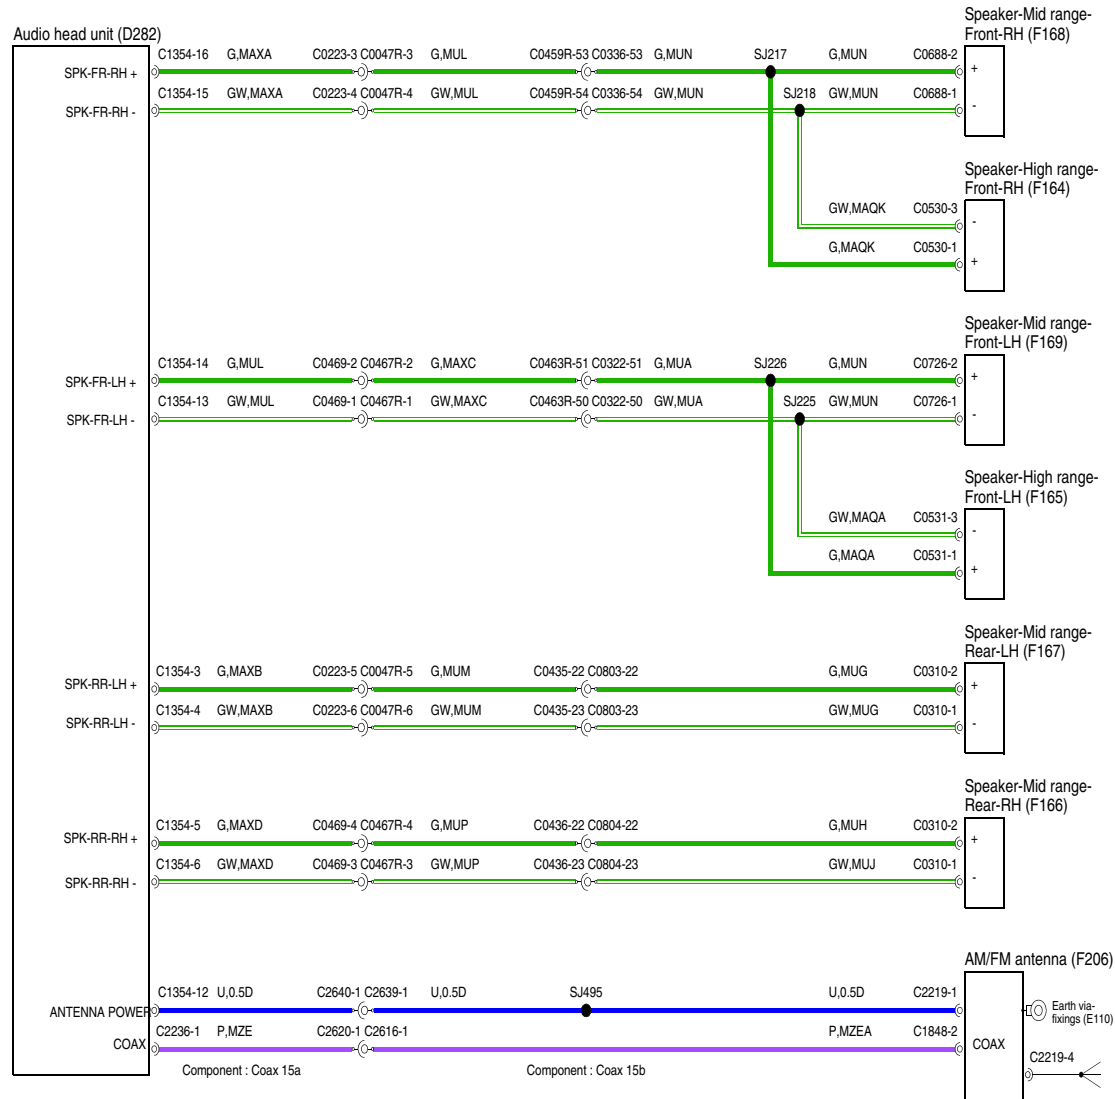 Audio head unit (D282)
Speaker-Mid range-
Front-RH (F168)
SPK-FR-RH + C1354-16 G,MAXA C0223-3 C0047R-3 G,MUL C0459R-53 C0336-53 G,MUN SJ217 G,MUN C0688-2 +
SPK-FR-RH - C1354-15 GW,MAXA C0223-4 C0047R-4 GW,MUL C0459R-54 C0336-54 GW,MUN SJ218 GW,MUN C0688-1 -
Speaker-High range-
Front-RH (F164)
GW,MAQK C0530-3 -
G,MAQK C0530-1 +
Speaker-Mid range-
Front-LH (F169)
SPK-FR-LH + C1354-14 G,MUL C0469-2 C0467R-2 G,MAXC C0463R-51 C0322-51 G,MUA SJ226 G,MUN C0726-2 +
SPK-FR-LH - C1354-13 GW,MUL C0469-1 C0467R-1 GW,MAXC C0463R-50 C0322-50 GW,MUA SJ225 GW,MUN C0726-1 -
Speaker-High range-
Front-LH (F165)
GW,MAQA C0531-3 -
G,MAQA C0531-1 +
Speaker-Mid range-
Rear-LH (F167)
SPK-RR-LH + C1354-3 G,MAXB C0223-5 C0047R-5 G,MUM C0435-22 C0803-22 G,MUG C0310-2 +
SPK-RR-LH - C1354-4 GW,MAXB C0223-6 C0047R-6 GW,MUM C0435-23 C0803-23 GW,MUG C0310-1 -
Speaker-Mid range-
Rear-RH (F166)
SPK-RR-RH + C1354-5 G,MAXD C0469-4 C0467R-4 G,MUP C0436-22 C0804-22 G,MUH C0310-2 +
SPK-RR-RH - C1354-6 GW,MAXD C0469-3 C0467R-3 GW,MUP C0436-23 C0804-23 GW,MUJ C0310-1 -
AM/FM antenna (F206)
ANTENNA POWER C1354-12 U,0.5D C2640-1 C2639-1 U,0.5D SJ495 U,0.5D C2219-1
Earth via-
fixings (E110)
COAX C2236-1 P,MZE C2620-1 C2616-1 P,MZEA C1848-2 COAX
C2219-4
Component : Coax 15a Component : Coax 15b